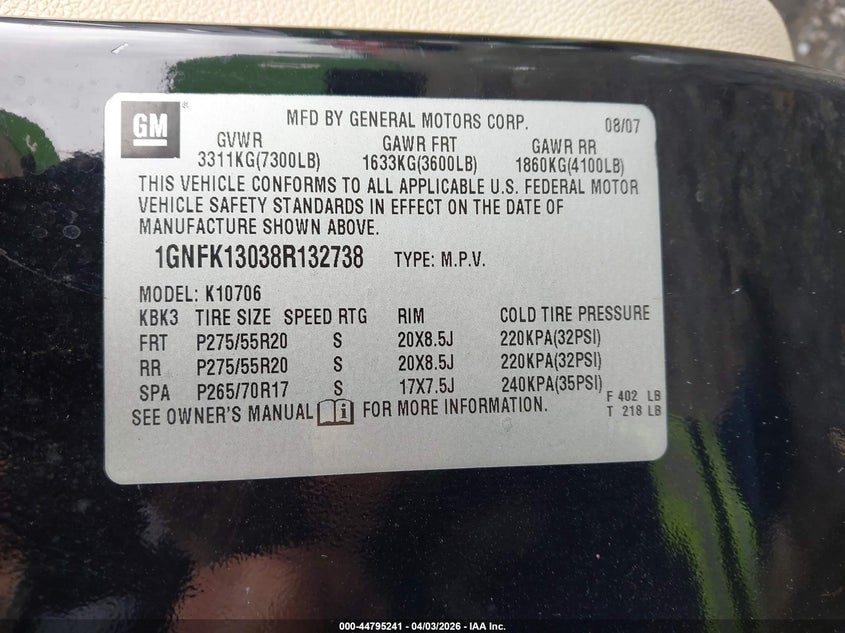 GM
MFD BY GENERAL MOTORS CORP. 08/07
GVWR GAWR FRT GAWR RR
3311KG(7300LB) 1633KG(3600LB) 1860KG(4100LB)
THIS VEHICLE CONFORMS TO ALL APPLICABLE U.S. FEDERAL MOTOR
VEHICLE SAFETY STANDARDS IN EFFECT ON THE DATE OF
MANUFACTURE SHOWN ABOVE.
1GNFK13038R132738 TYPE: M.P.V.
MODEL: K10706
KBK3 TIRE SIZE SPEED RTG RIM COLD TIRE PRESSURE
FRT P275/55R20 S 20X8.5J 220KPA(32PSI)
RR P275/55R20 S 20X8.5J 220KPA(32PSI)
SPA P265/70R17 S 17X7.5J 240KPA(35PSI)
SEE OWNER'S MANUAL i FOR MORE INFORMATION.
F 402 LB
T 218 LB
000-44795241 - 04/03/2026 - IAA Inc.